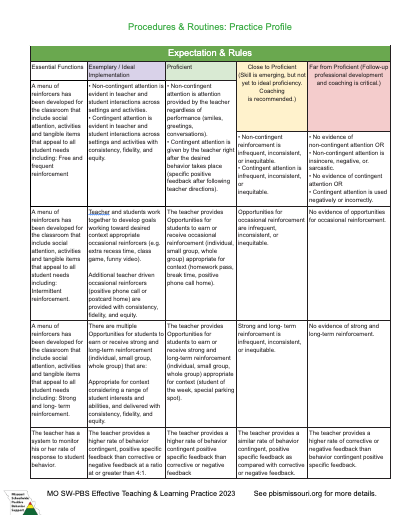 Procedures & Routines: Practice Profile
Expectation & Rules
Essential Functions
Exemplery / Ideal
Implementation
Proficient
Close to Proficient
(Skill is emerging, but not
yet to ideal proficiency.
Coaching
is recommended.)
Far from Proficient (Follow-up
professional development
and coaching is critical.)
A menu of
reinforcers has
been developed for
the classroom that
include social
attention, activities
and tangible items
that appeal to all
student needs
including: Free and
frequent
reinforcement
• Non-contingent attention is
evident in teacher and
student interactions across
settings and activities.
• Contingent attention is
evident in teacher and
student interactions across
settings and activities with
consistency, fidelity, and
equity.
• Non-contingent
attention is attention
provided by the teacher
regardless of
performance (smiles,
greetings,
conversations).
• Contingent attention is
given by the teacher right
after the desired
behavior takes place
(specific positive
feedback after following
teacher directions).
• Non-contingent
reinforcement is
infrequent, inconsistent,
or inequitable.
• Contingent attention is
infrequent, inconsistent,
or
inequitable.
• No evidence of
non-contingent attention OR
• Non-contingent attention is
insincere, negative, or
sarcastic.
• No evidence of contingent
attention OR
• Contingent attention is used
negatively or incorrectly.
A menu of
reinforcers has
been developed for
the classroom that
include social
attention, activities
and tangible items
that appeal to all
student needs
including:
Intermittent
reinforcement.
Teacher and students work
together to develop goals
working toward desired
context appropriate
occasional reinforcers (e.g.
extra recess time, class
game, funny video).
Additional teacher driven
occasional reinforcers
(positive phone call or
postcard home) are
provided with consistency,
fidelity, and equity.
The teacher provides
Opportunities for
students to earn or
receive occasional
reinforcement (individual,
small group, whole
group) appropriate for
context (homework pass,
break time, positive
phone call home).
Opportunities for
occasional reinforcement
are infrequent,
inconsistent, or
inequitable.
No evidence of opportunities
for occasional reinforcement.
A menu of
reinforcers has
been developed for
the classroom that
include social
attention, activities
and tangible items
that appeal to all
student needs
including: Strong
and long- term
reinforcement.
There are multiple
Opportunities for students to
earn or receive strong and
long-term reinforcement
(individual, small group,
whole group) that are:
Appropriate for context
considering a range of
student interests and
abilities, and delivered with
consistency, fidelity, and
equity.
The teacher provides
Opportunities for
students to earn or
receive strong and
long-term reinforcement
(individual, small group,
whole group) appropriate
for context (student of
the week, special parking
spot).
Strong and long- term
reinforcement is
infrequent, inconsistent,
or inequitable.
No evidence of strong and
long-term reinforcement.
The teacher has a
system to monitor
his or her rate of
response to student
behavior.
The teacher provides a
higher rate of behavior
contingent, positive specific
feedback than corrective or
negative feedback at a ratio
at or greater than 4:1.
The teacher provides a
higher rate of behavior
contingent positive
specific feedback than
corrective or negative
feedback
The teacher provides a
similar rate of behavior
contingent, positive
specific feedback as
compared with corrective
or negative feedback.
The teacher provides a
higher rate of corrective or
negative feedback than
behavior contingent positive
specific feedback.
MO SW-PBS Effective Teaching & Learning Practice 2023
See pbismissouri.org for more details.